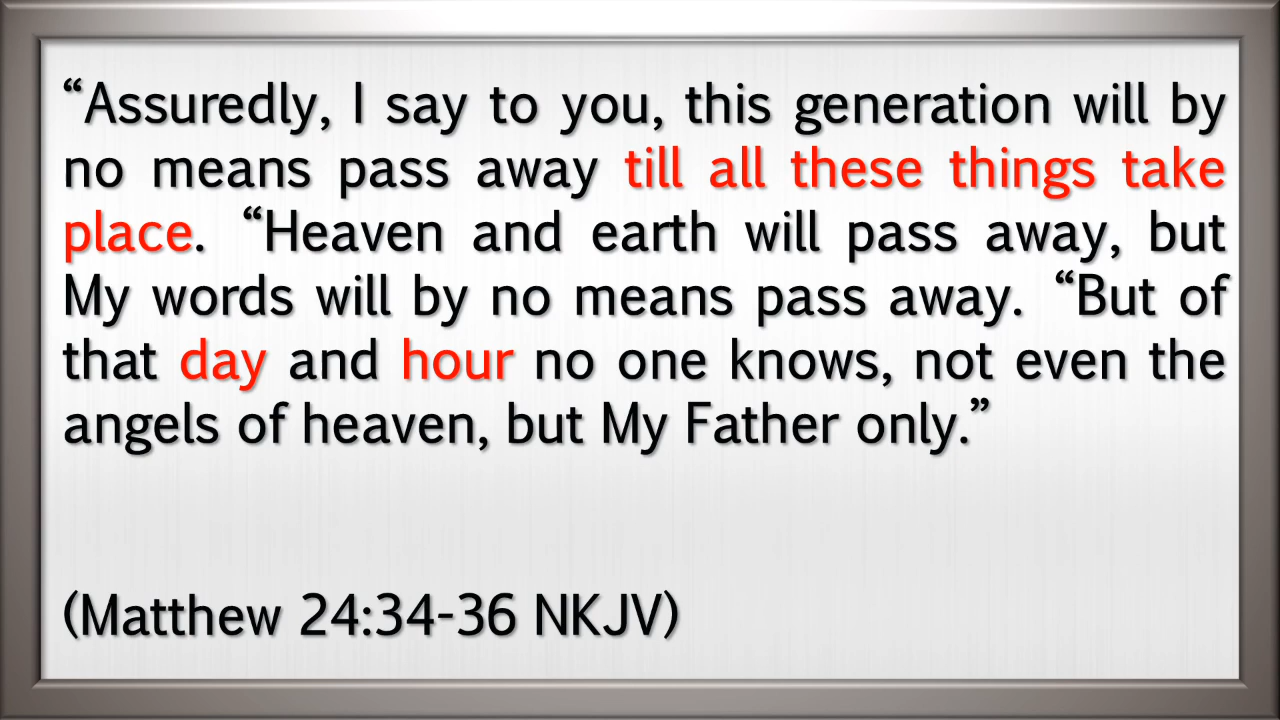 “Assuredly, I say to you, this generation will by
no means pass away till all these things take
place. “Heaven and earth will pass away, but
My words will by no means pass away. “But of
that day and hour no one knows, not even the
angels of heaven, but My Father only.”
(Matthew 24:34-36 NKJV)